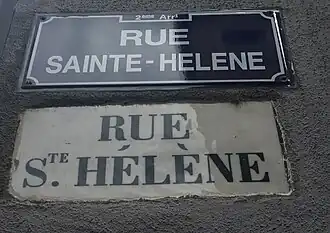 2ème Arrt
RUE
SAINTE-HELENE
RUE
STE. HÉLÈNE